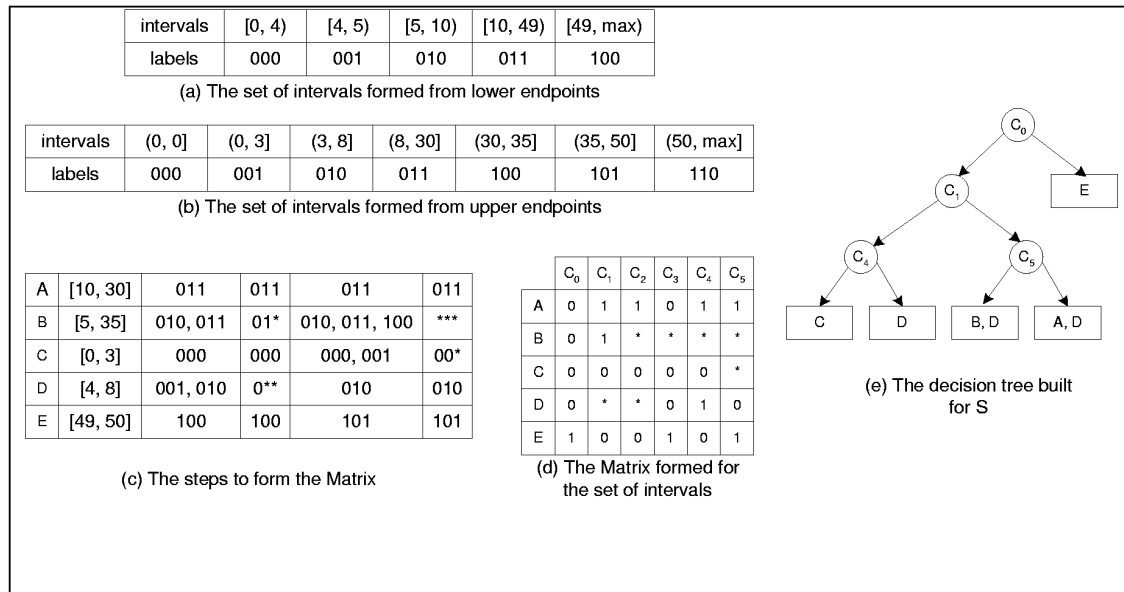 intervals [0, 4) [4, 5) [5, 10) [10, 49) [49, max)
labels 000 001 010 011 100
(a) The set of intervals formed from lower endpoints
intervals (0, 0] (0, 3] (3, 8] (8, 30] (30, 35] (35, 50] (50, max]
labels 000 001 010 011 100 101 110
(b) The set of intervals formed from upper endpoints
A [10, 30] 011 011 011 011
B [5, 35] 010, 011 01* 010, 011, 100 ***
C [0, 3] 000 000 000, 001 00*
D [4, 8] 001, 010 0** 010 010
E [49, 50] 100 100 101 101
(c) The steps to form the Matrix
C0 C1 C2 C3 C4 C5
A 0 1 1 0 1 1
B 0 1 * * * *
C 0 0 0 0 0 *
D 0 * * 0 1 0
E 1 0 0 1 0 1
(d) The Matrix formed for
the set of intervals
C0
C1 E
C4 C5
C D B, D A, D
(e) The decision tree built
for S